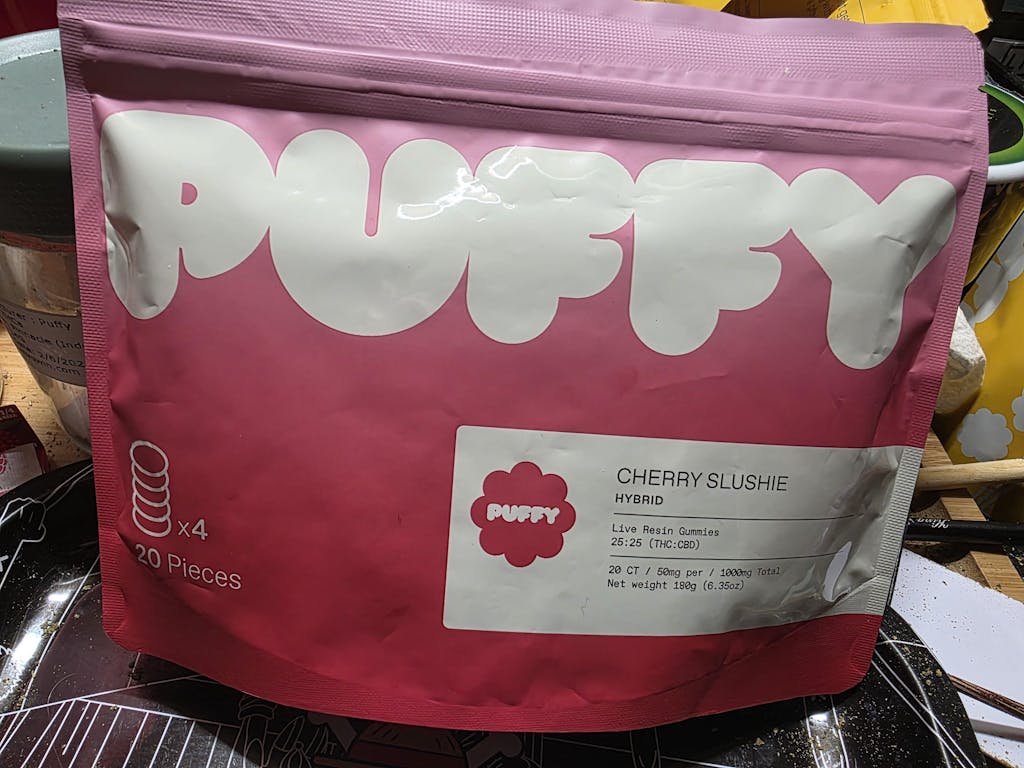 PUFFY
x4
20 Pieces
PUFFY
CHERRY SLUSHIE
HYBRID
Live Resin Gummies
25:25 (THC:CBD)
20 CT / 50mg per / 1000mg Total
Net weight 180g (6.35oz)
: Puffy